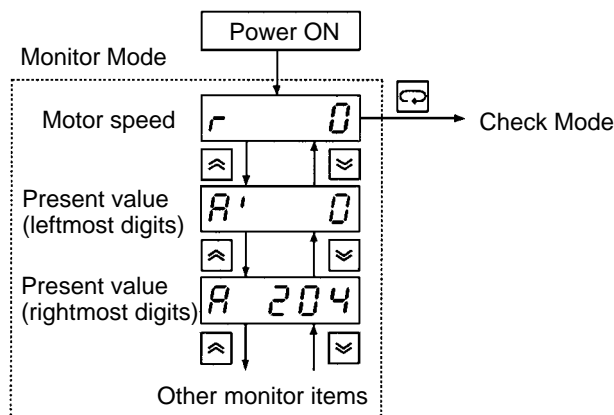 Power ON
Monitor Mode
Motor speed
r 0
Check Mode
Present value
(leftmost digits)
A' 0
Present value
(rightmost digits)
A 204
Other monitor items